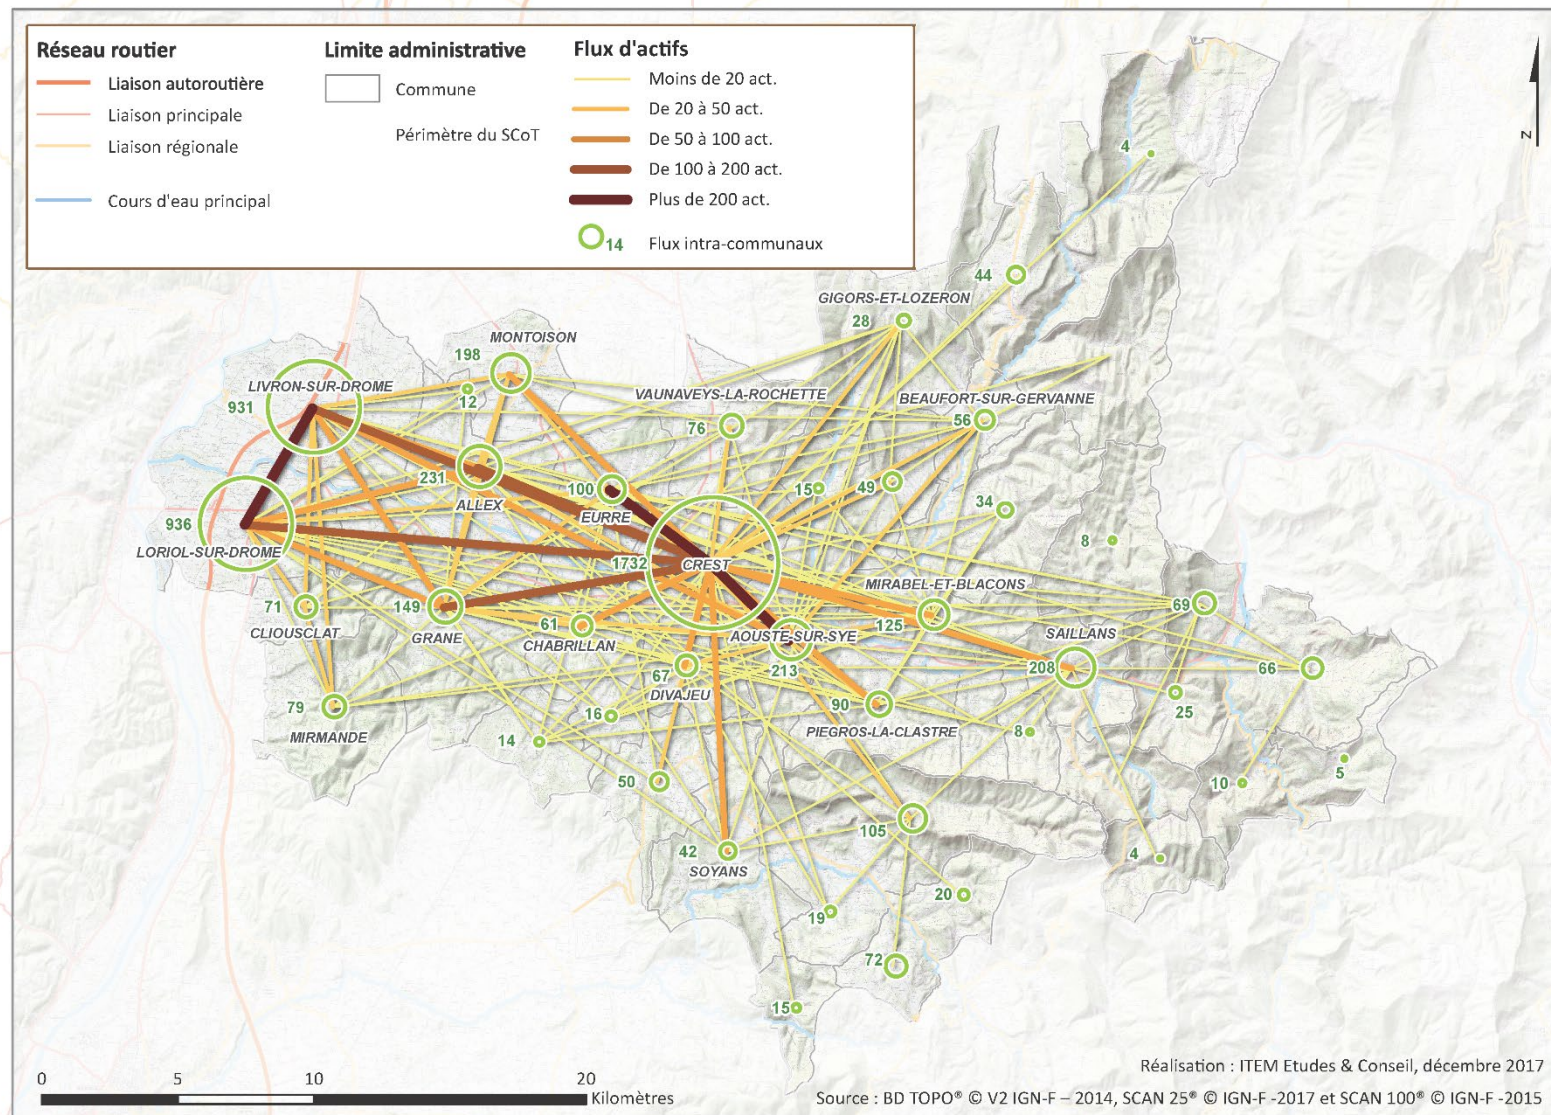 Réseau routier
Liaison autoroutière
Liaison principale
Liaison régionale
Cours d'eau principal
Limite administrative
Commune
Périmètre du SCoT
Flux d'actifs
Moins de 20 act.
De 20 à 50 act.
De 50 à 100 act.
De 100 à 200 act.
Plus de 200 act.
14 Flux intra-communaux
N
4
44
GIGORS-ET-LOZERON
28
MONTOISON
198
LIVRON-SUR-DROME
931
12
VAUNAVEYS-LA-ROCHETTE
76
BEAUFORT-SUR-GERVANNE
56
231
ALLEX
100
EURRE
15
49
34
8
936
LORIOL-SUR-DROME
1732
CREST
MIRABEL-ET-BLACONS
125
69
71
CLIOUSCLAT
149
GRANE
61
CHABRILLAN
AOUSTE-SUR-SYE
213
SAILLANS
208
66
67
DIVAJEU
25
79
MIRMANDE
16
14
90
PIEGROS-LA-CLASTRE
8
5
10
50
105
42
SOYANS
4
20
19
72
15
0 5 10 20
Kilomètres
Réalisation : ITEM Etudes & Conseil, décembre 2017
Source : BD TOPO® © V2 IGN-F – 2014, SCAN 25® © IGN-F -2017 et SCAN 100® © IGN-F -2015